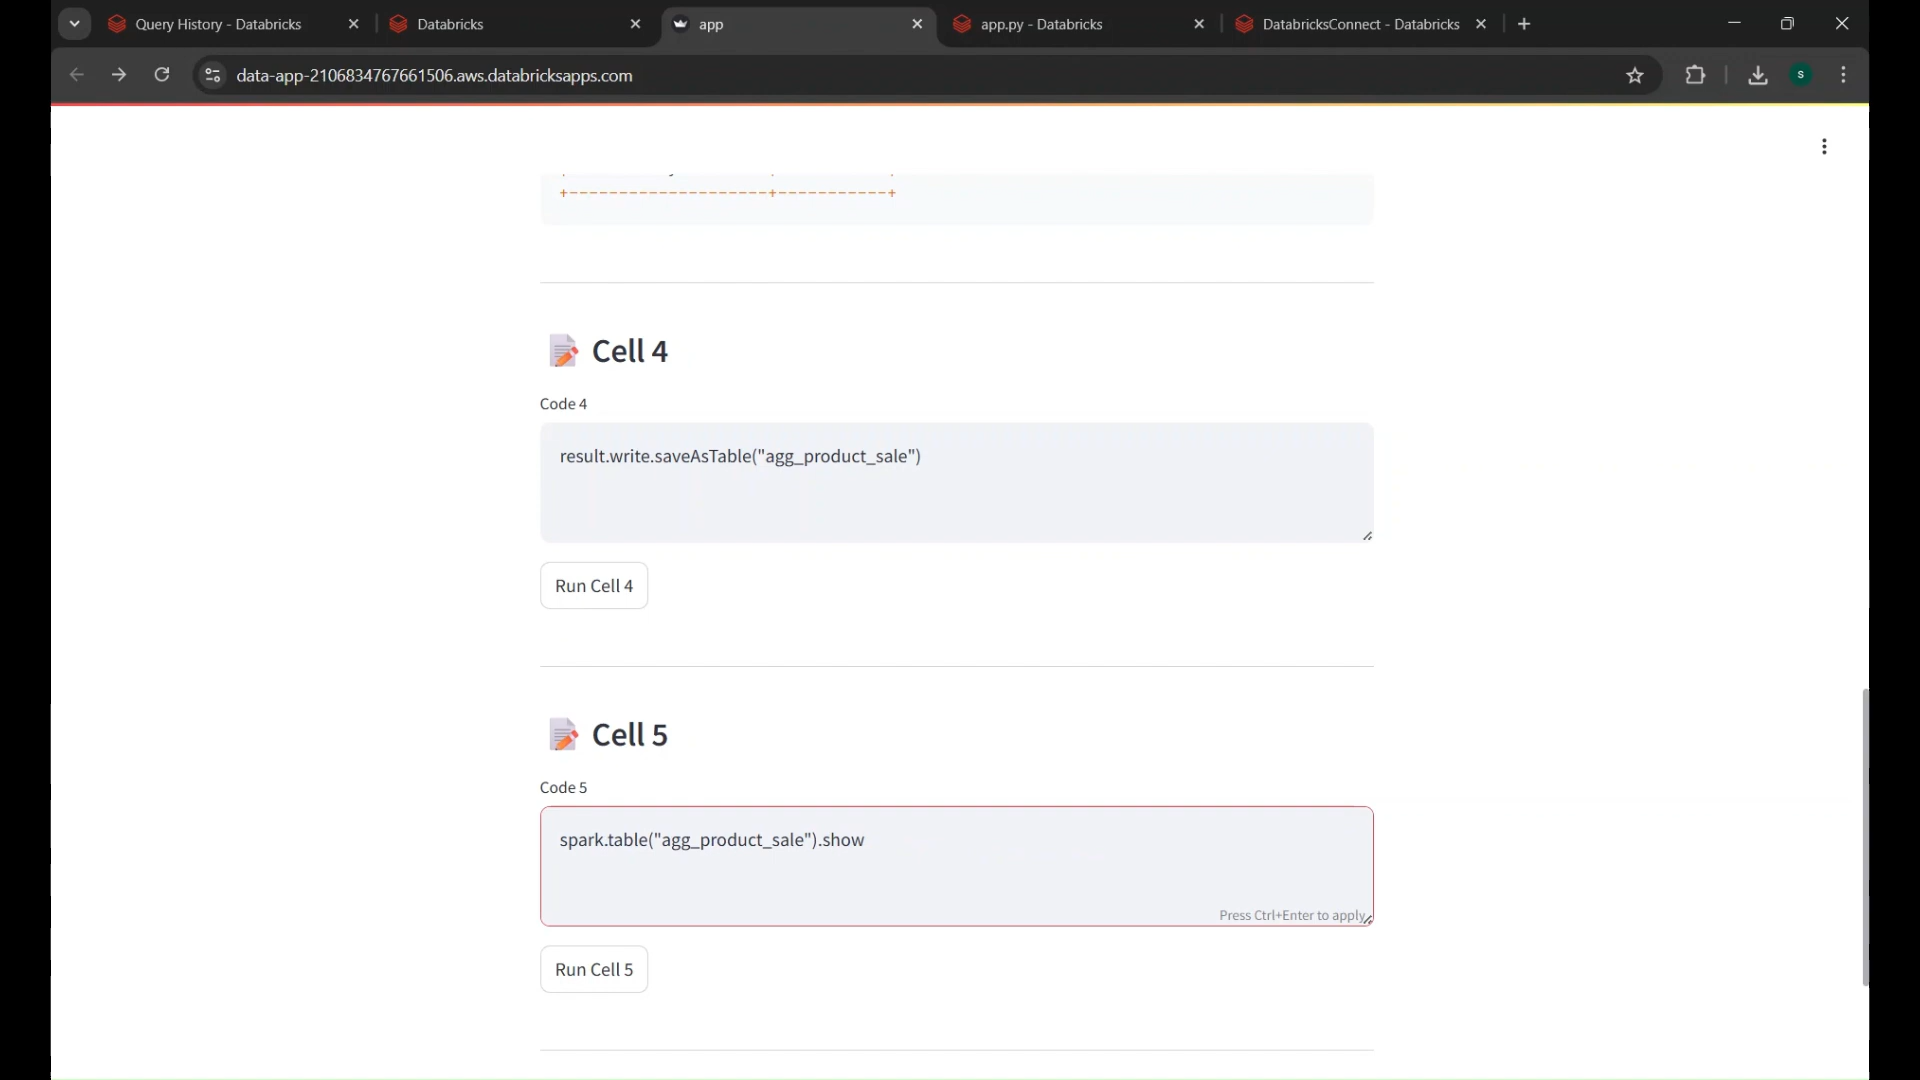 Query History - Databricks
Databricks
app
app.py - Databricks
DatabricksConnect - Databricks
data-app-2106834767661506.aws.databricksapps.com
s
+--------------------+-----------+
Cell 4
Code 4
result.write.saveAsTable("agg_product_sale")
Run Cell 4
Cell 5
Code 5
spark.table("agg_product_sale").show
Press Ctrl+Enter to apply
Run Cell 5